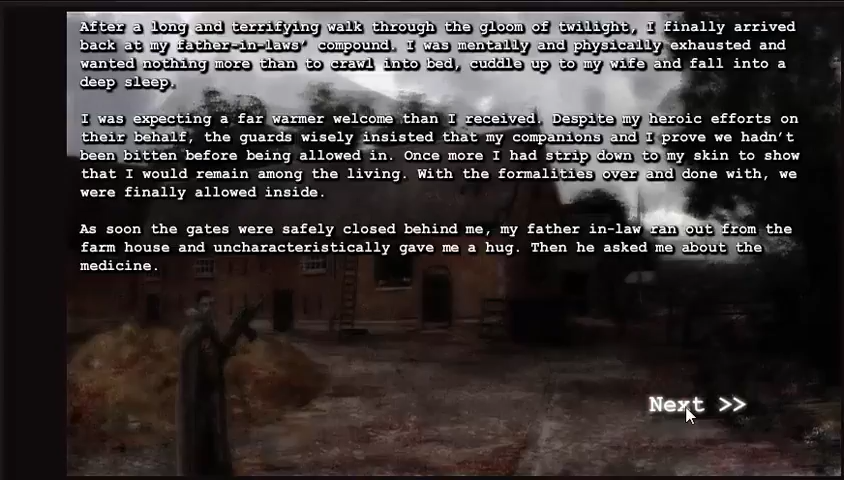 After a long and terrifying walk through the gloom of twilight, I finally arrived
back at my father-in-laws' compound. I was mentally and physically exhausted and
wanted nothing more than to crawl into bed, cuddle up to my wife and fall into a
deep sleep.
I was expecting a far warmer welcome than I received. Despite my heroic efforts on
their behalf, the guards wisely insisted that my companions and I prove we hadn't
been bitten before being allowed in. Once more I had strip down to my skin to show
that I would remain among the living. With the formalities over and done with, we
were finally allowed inside.
As soon the gates were safely closed behind me, my father in-law ran out from the
farm house and uncharacteristically gave me a hug. Then he asked me about the
medicine.
Next >>